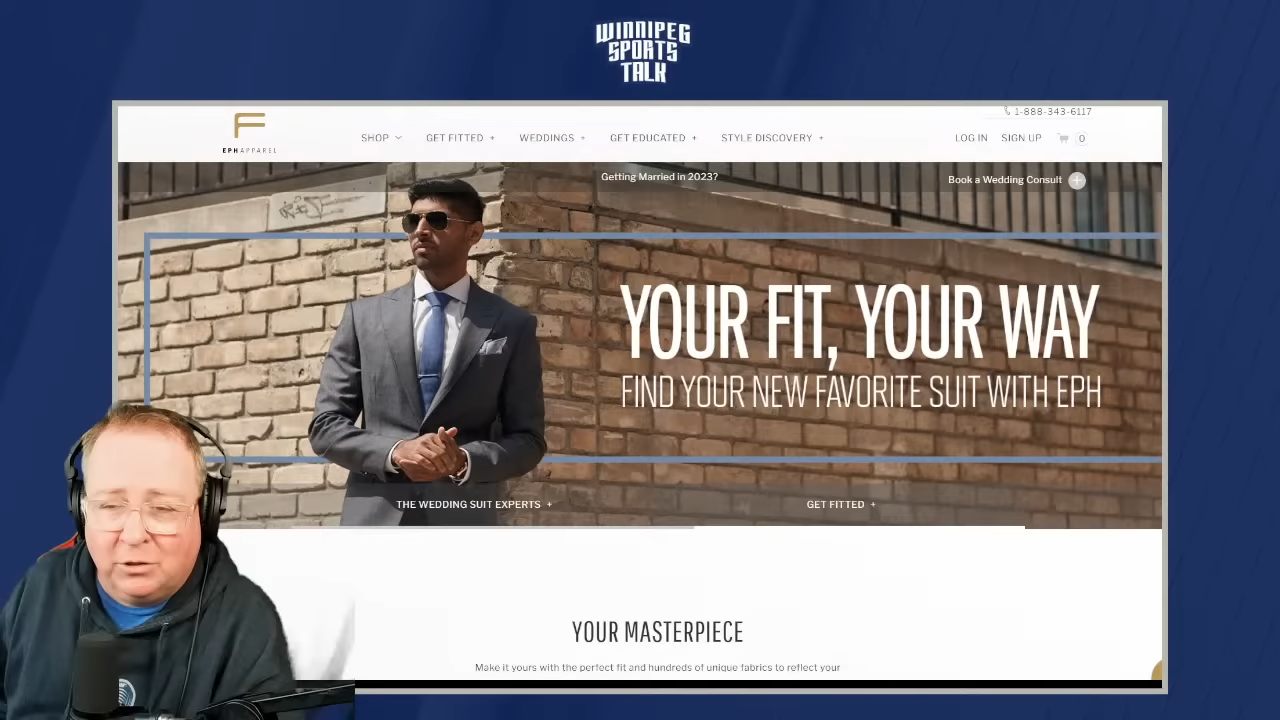 WINNIPEG
SPORTS
TALK
1-888-343-6117
EPHAPPAREL
SHOP
GET FITTED +
WEDDINGS +
GET EDUCATED +
STYLE DISCOVERY +
LOG IN
SIGN UP
0
Getting Married in 2023?
Book a Wedding Consult +
YOUR FIT, YOUR WAY
FIND YOUR NEW FAVORITE SUIT WITH EPH
THE WEDDING SUIT EXPERTS +
GET FITTED +
YOUR MASTERPIECE
Make it yours with the perfect fit and hundreds of unique fabrics to reflect your